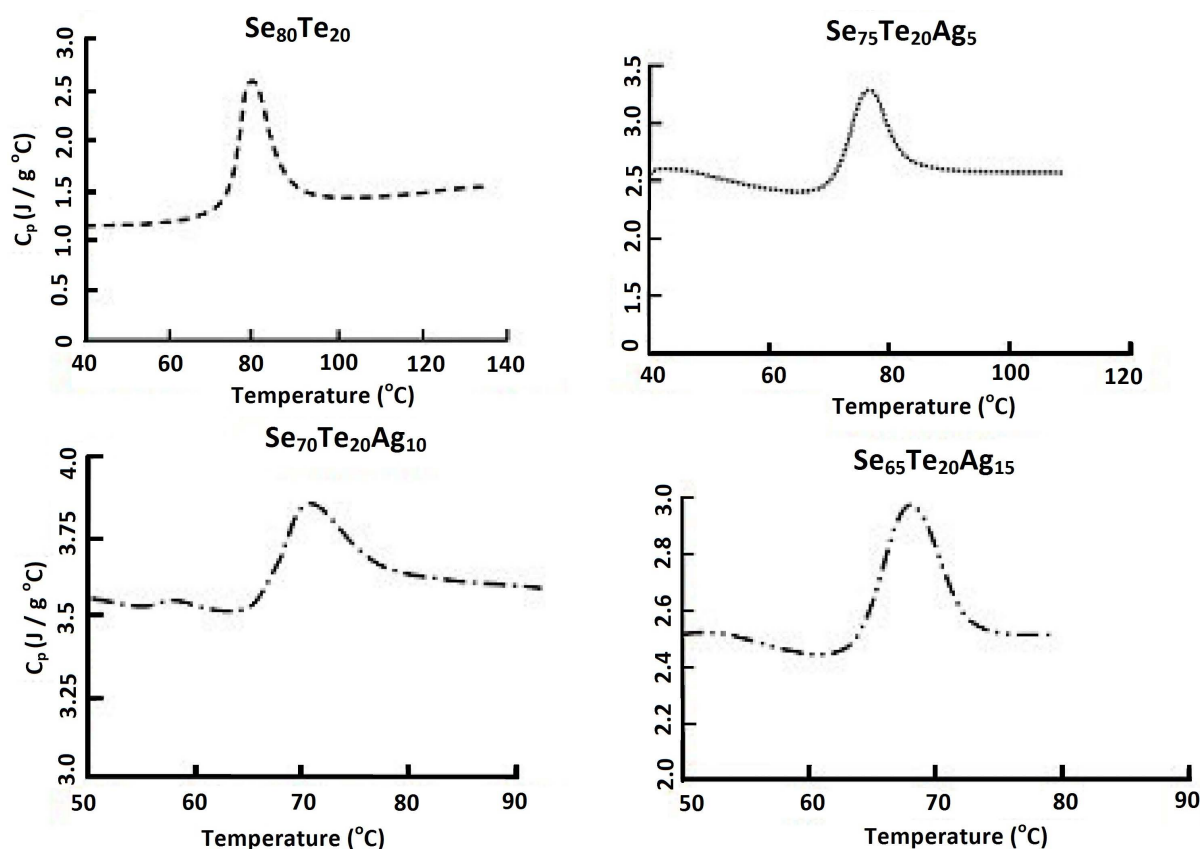 Se₈₀Te₂₀
C_p (J / g °C)
3.0
2.5
2.0
1.5
1.0
0.5
0
40 60 80 100 120 140
Temperature (°C)
Se₇₅Te₂₀Ag₅
3.5
3.0
2.5
2.0
1.5
0
40 60 80 100 120
Temperature (°C)
Se₇₀Te₂₀Ag₁₀
C_p (J / g °C)
4.0
3.75
3.5
3.25
3.0
50 60 70 80 90
Temperature (°C)
Se₆₅Te₂₀Ag₁₅
3.0
2.8
2.6
2.4
2.2
2.0
50 60 70 80 90
Temperature (°C)